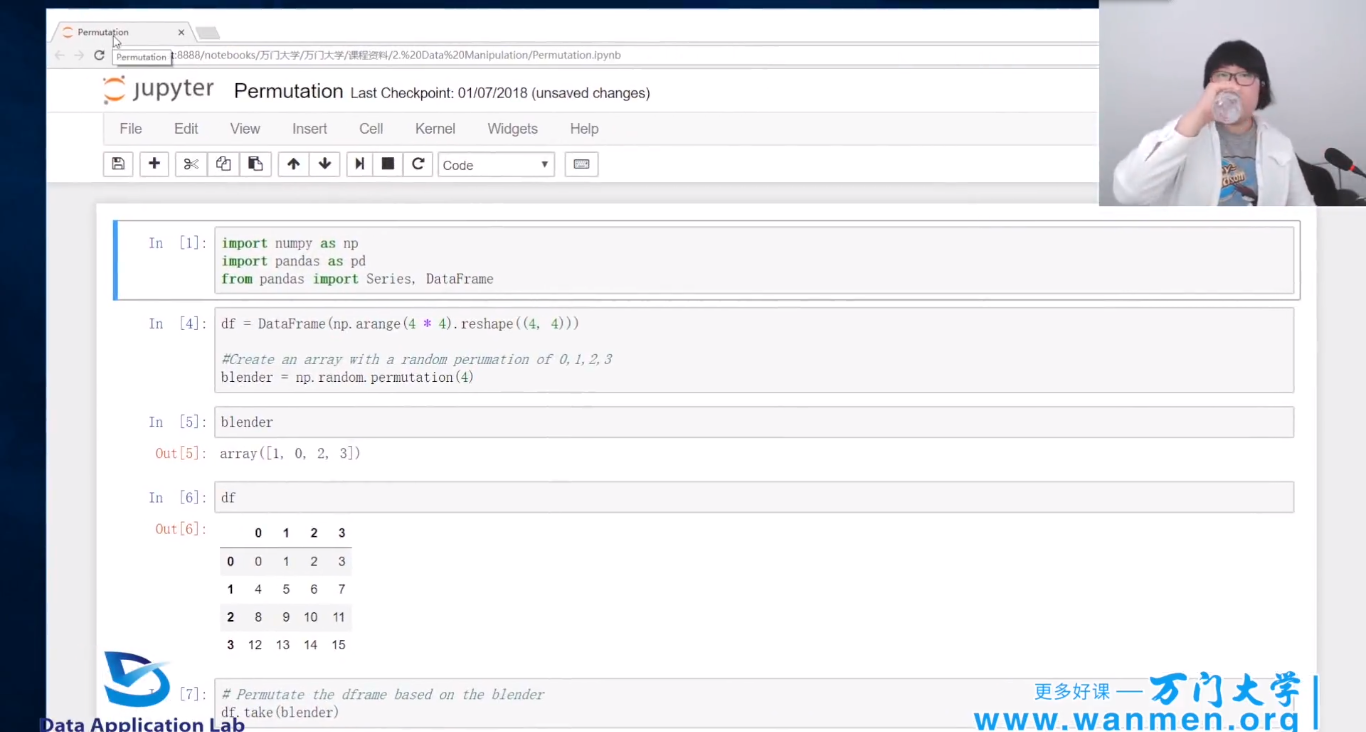 Permutation
Permutation
:8888/notebooks/万门大学/万门大学/课程资料/2.%20Data%20Manipulation/Permutation.ipynb
jupyter Permutation Last Checkpoint: 01/07/2018 (unsaved changes)
File Edit View Insert Cell Kernel Widgets Help
Code
In [1]: import numpy as np
import pandas as pd
from pandas import Series, DataFrame
In [4]: df = DataFrame(np.arange(4 * 4).reshape((4, 4)))
#Create an array with a random perumation of 0,1,2,3
blender = np.random.permutation(4)
In [5]: blender
Out[5]: array([1, 0, 2, 3])
In [6]: df
Out[6]:
0 1 2 3
0 0 1 2 3
1 4 5 6 7
2 8 9 10 11
3 12 13 14 15
[7]: # Permutate the dframe based on the blender
df.take(blender)
Data Application Lab
更多好课 — 万门大学
www.wanmen.org